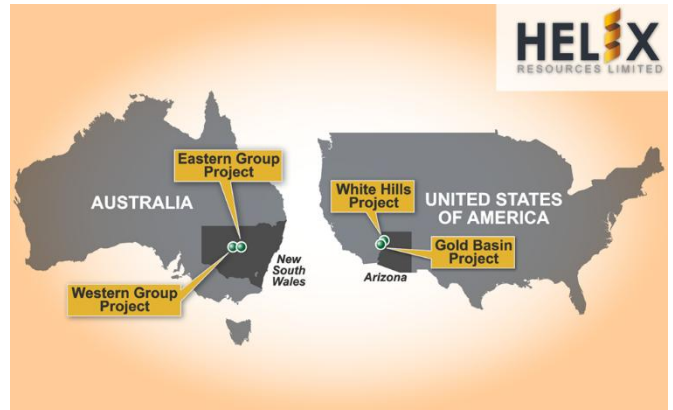 HELIX
RESOURCES LIMITED
Eastern Group
Project
AUSTRALIA
New
South
Wales
Western Group
Project
White Hills
Project
UNITED STATES
OF AMERICA
Gold Basin
Project
Arizona